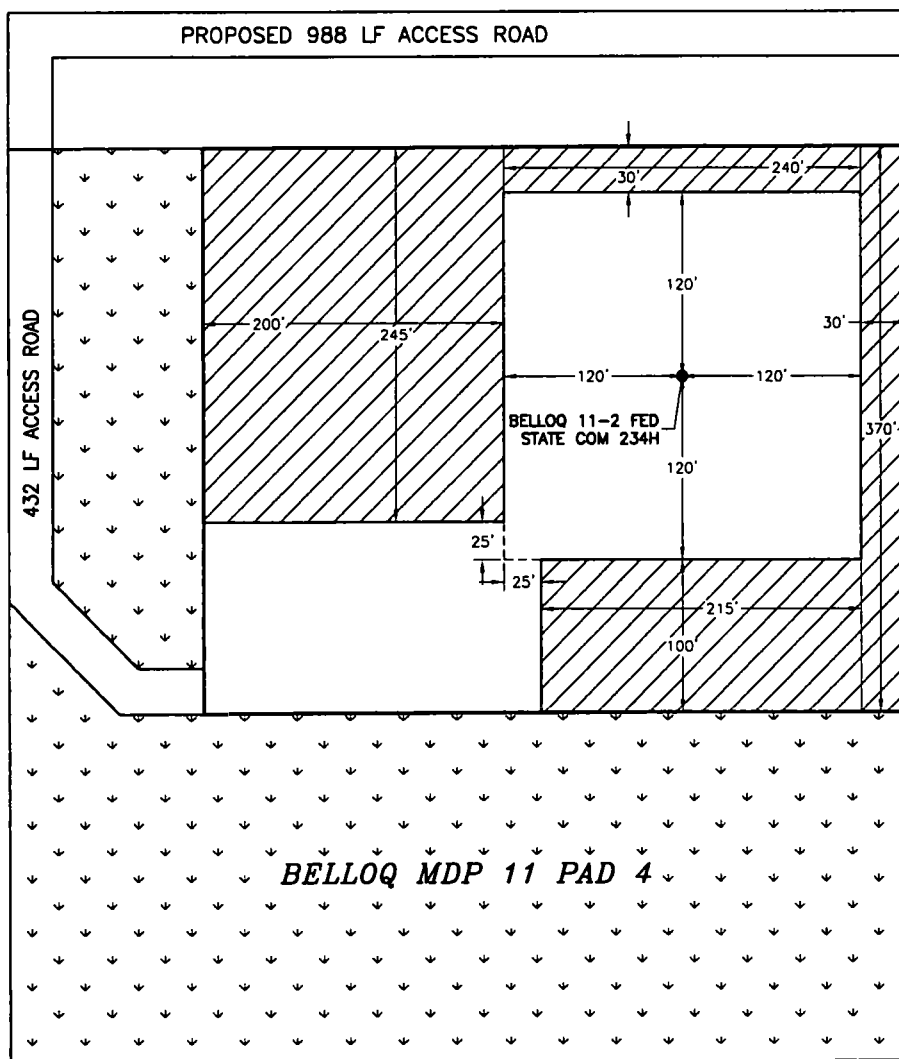 PROPOSED 988 LF ACCESS ROAD
240'
30'
120'
432 LF ACCESS ROAD
200'
245'
30'
120'
120'
BELLOQ 11-2 FED
STATE COM 234H
370'
120'
25'
25'
215'
100'
BELLOQ MDP 11 PAD 4